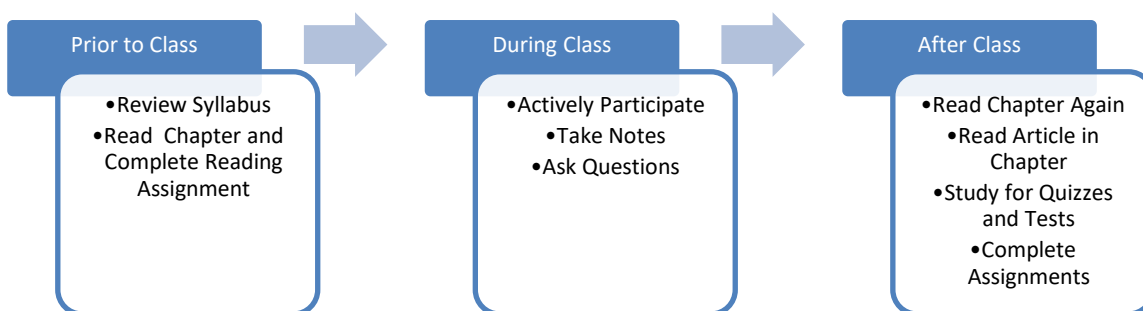 Prior to Class
•Review Syllabus
•Read Chapter and
Complete Reading
Assignment
During Class
•Actively Participate
•Take Notes
•Ask Questions
After Class
•Read Chapter Again
•Read Article in
Chapter
•Study for Quizzes
and Tests
•Complete
Assignments